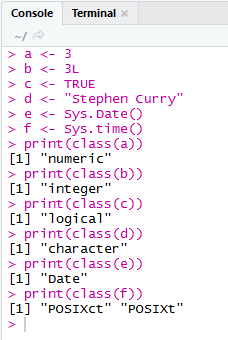 Console Terminal ×
~/
> a <- 3
> b <- 3L
> c <- TRUE
> d <- "Stephen Curry"
> e <- Sys.Date()
> f <- Sys.time()
> print(class(a))
[1] "numeric"
> print(class(b))
[1] "integer"
> print(class(c))
[1] "logical"
> print(class(d))
[1] "character"
> print(class(e))
[1] "Date"
> print(class(f))
[1] "POSIXct" "POSIXt"
>